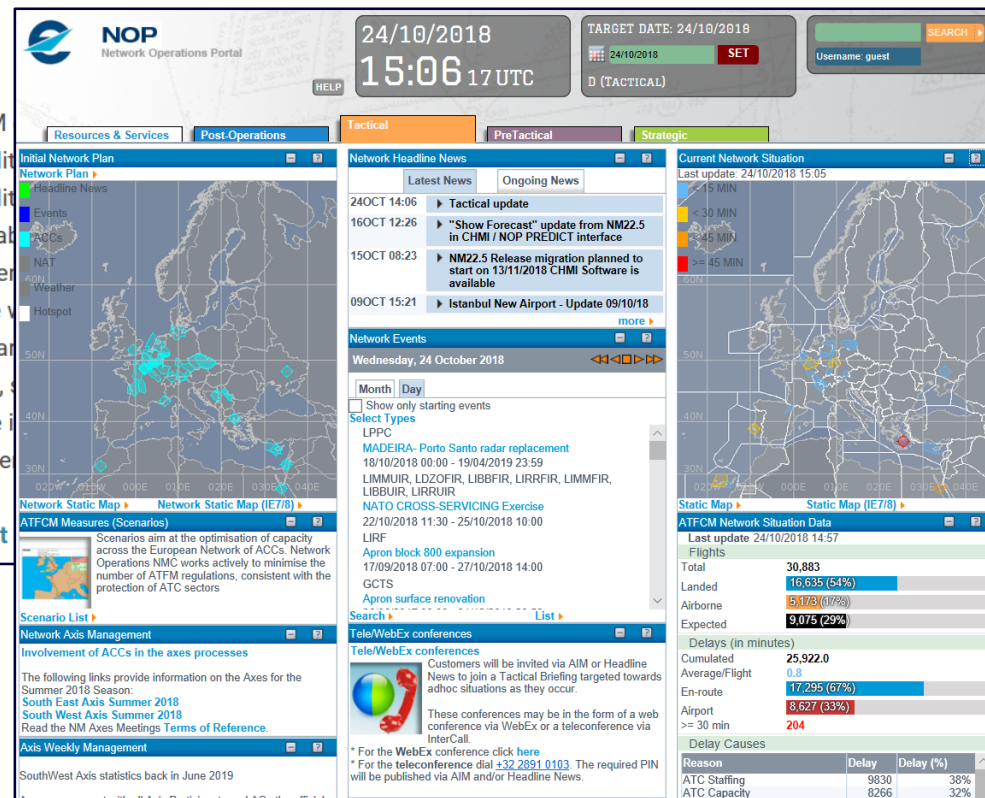 NOP
Network Operations Portal
HELP
24/10/2018
15:06 17 UTC
TARGET DATE: 24/10/2018
24/10/2018
SET
D (TACTICAL)
SEARCH
Username: guest
Resources & Services
Post-Operations
Tactical
PreTactical
Strategic
Initial Network Plan
Network Plan
Headline News
Events
ACCs
NAT
Weather
Hotspot
60N
50N
40N
30N
020W 010W 000E 010E 020E 030E 040E
Network Static Map
Network Static Map (IE7/8)
ATFCM Measures (Scenarios)
Scenarios aim at the optimisation of capacity
across the European Network of ACCs. Network
Operations NMC works actively to minimise the
number of ATFM regulations, consistent with the
protection of ATC sectors
Scenario List
Network Axis Management
Involvement of ACCs in the axes processes
The following links provide information on the Axes for the
Summer 2018 Season:
South East Axis Summer 2018
South West Axis Summer 2018
Read the NM Axes Meetings Terms of Reference.
Axis Weekly Management
SouthWest Axis statistics back in June 2019
Network Headline News
Latest News
Ongoing News
24OCT 14:06 Tactical update
16OCT 12:26 "Show Forecast" update from NM22.5
in CHMI / NOP PREDICT interface
15OCT 08:23 NM22.5 Release migration planned to
start on 13/11/2018 CHMI Software is
available
09OCT 15:21 Istanbul New Airport - Update 09/10/18
more
Network Events
Wednesday, 24 October 2018
Month Day
Show only starting events
Select Types
LPPC
MADEIRA- Porto Santo radar replacement
18/10/2018 00:00 - 19/04/2019 23:59
LIMMUIR, LDZOFIR, LIBBFIR, LIRRFIR, LIMMFIR,
LIBBUIR, LIRRUIR
NATO CROSS-SERVICING Exercise
22/10/2018 11:30 - 25/10/2018 10:00
LIRF
Apron block 800 expansion
17/09/2018 07:00 - 27/10/2018 14:00
GCTS
Apron surface renovation
Search
List
Tele/WebEx conferences
Tele/WebEx conferences
Customers will be invited via AIM or Headline
News to join a Tactical Briefing targeted towards
adhoc situations as they occur.
These conferences may be in the form of a web
conference via WebEx or a teleconference via
InterCall.
* For the WebEx conference click here
* For the teleconference dial +32 2891 0103. The required PIN
will be published via AIM and/or Headline News.
Current Network Situation
Last update: 24/10/2018 15:05
< 15 MIN
< 30 MIN
< 45 MIN
>= 45 MIN
60N
50N
40N
30N
Static Map
Static Map (IE7/8)
ATFCM Network Situation Data
Last update 24/10/2018 14:57
Flights
Total 30,883
Landed 16,635 (54%)
Airborne 5,173 (17%)
Expected 9,075 (29%)
Delays (in minutes)
Cumulated 25,922.0
Average/Flight 0.8
En-route 17,295 (67%)
Airport 8,627 (33%)
>= 30 min 204
Delay Causes
Reason Delay Delay (%)
ATC Staffing 9830 38%
ATC Capacity 8266 32%